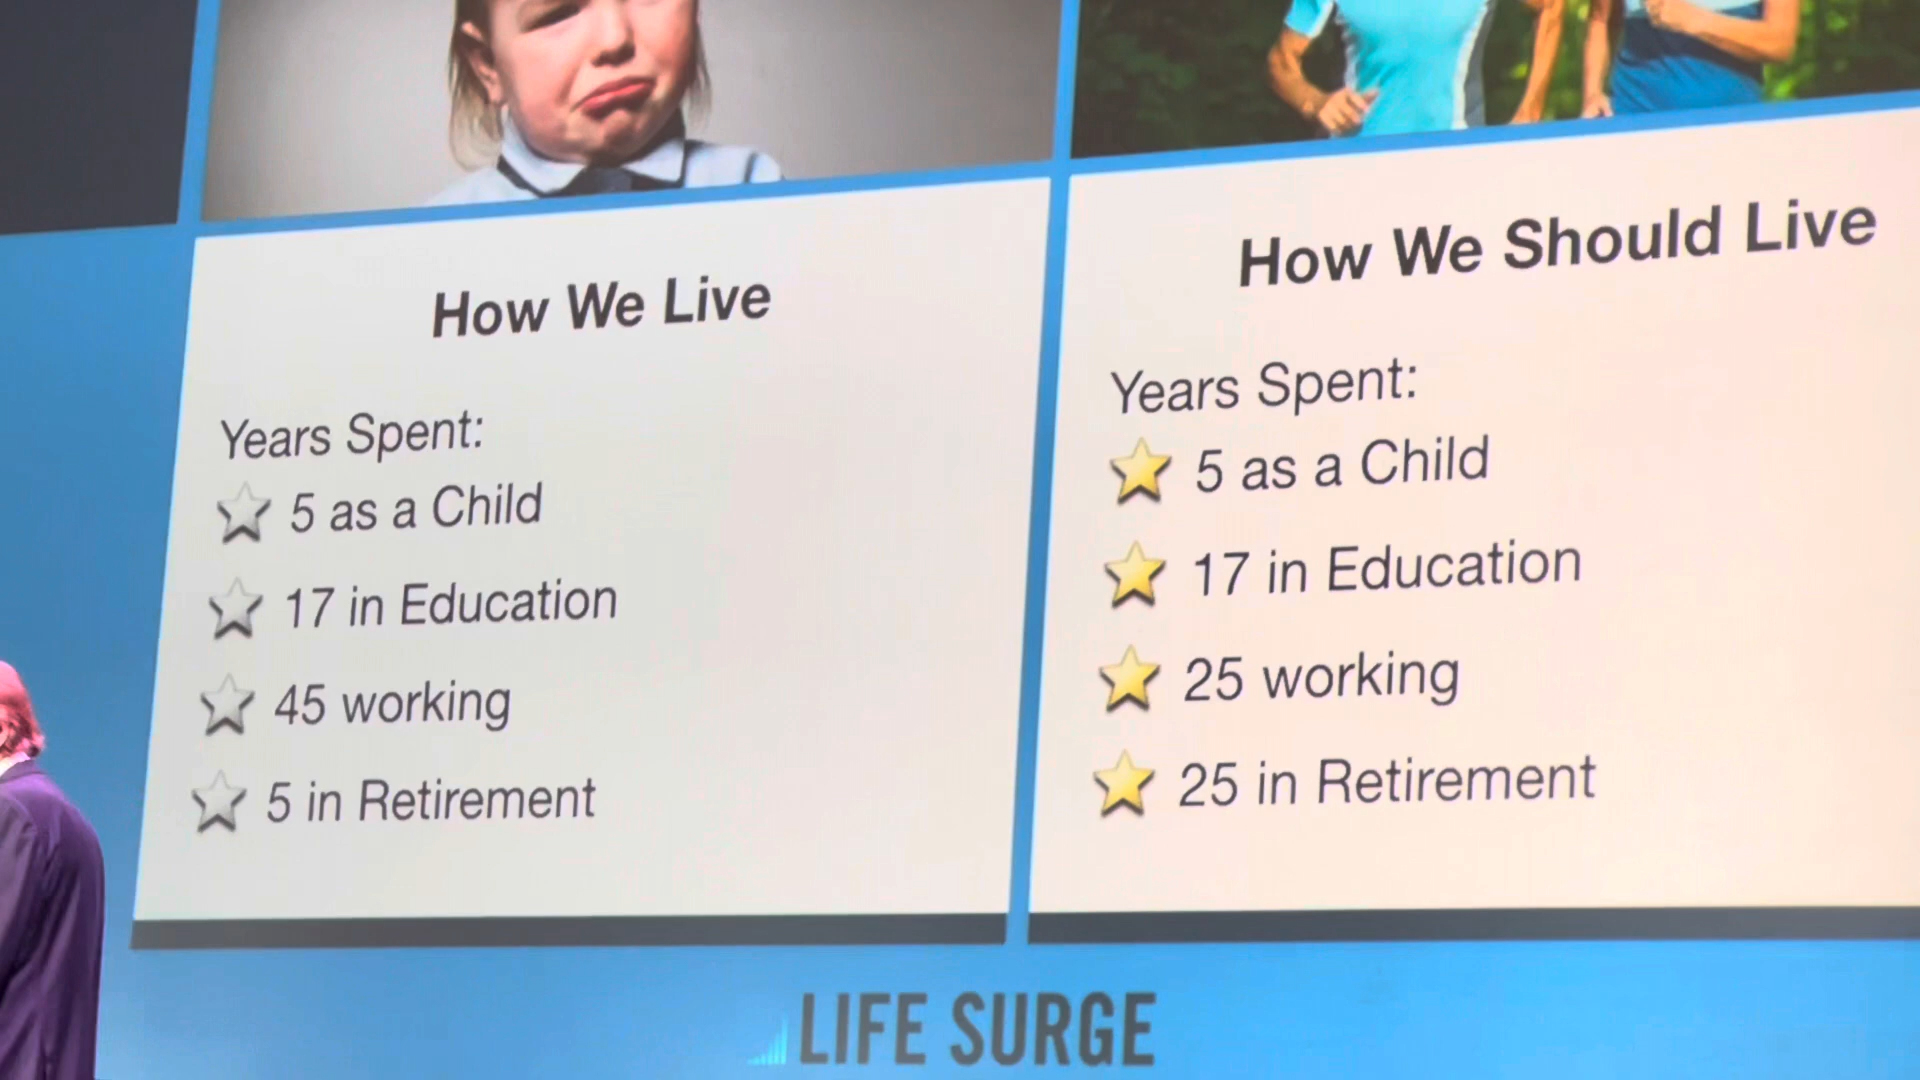 How We Live
Years Spent:
5 as a Child
17 in Education
45 working
5 in Retirement
How We Should Live
Years Spent:
5 as a Child
17 in Education
25 working
25 in Retirement
LIFE SURGE